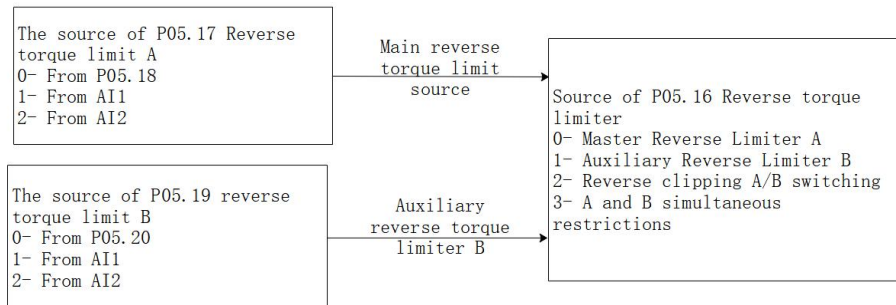 The source of P05.17 Reverse
torque limit A
0- From P05.18
1- From AI1
2- From AI2
Main reverse
torque limit
source
The source of P05.19 reverse
torque limit B
0- From P05.20
1- From AI1
2- From AI2
Auxiliary
reverse torque
limiter B
Source of P05.16 Reverse torque
limiter
0- Master Reverse Limiter A
1- Auxiliary Reverse Limiter B
2- Reverse clipping A/B switching
3- A and B simultaneous
restrictions